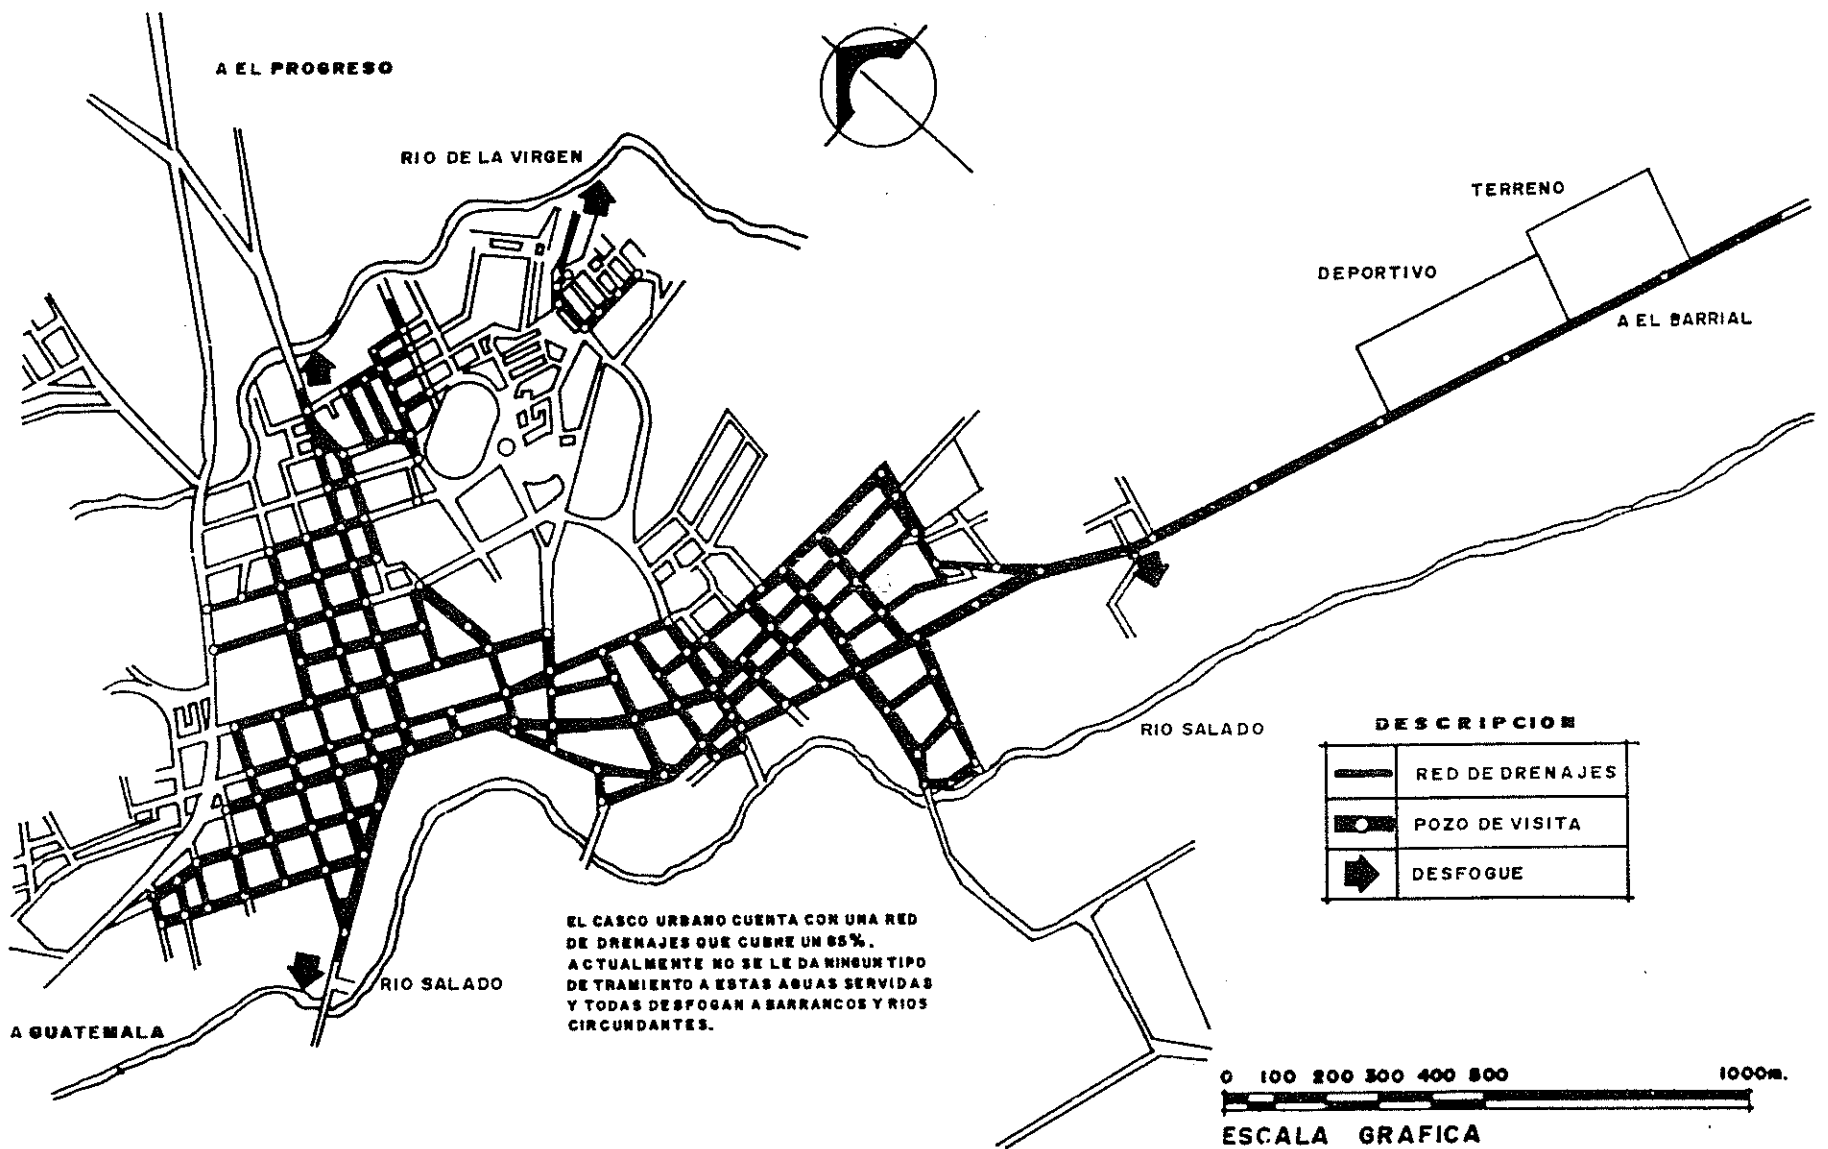 A EL PROGRESO
RIO DE LA VIRGEN
TERRENO
DEPORTIVO
A EL BARRIAL
RIO SALADO
DESCRIPCION
RED DE DRENAJES
POZO DE VISITA
DESFOGUE
EL CASCO URBANO CUENTA CON UNA RED
DE DRENAJES QUE CUBRE UN 85%.
ACTUALMENTE NO SE LE DA NINGUN TIPO
DE TRAMIENTO A ESTAS AGUAS SERVIDAS
Y TODAS DESFOGAN A BARRANCOS Y RIOS
CIRCUNDANTES.
RIO SALADO
A GUATEMALA
0 100 200 300 400 500 1000m.
ESCALA GRAFICA